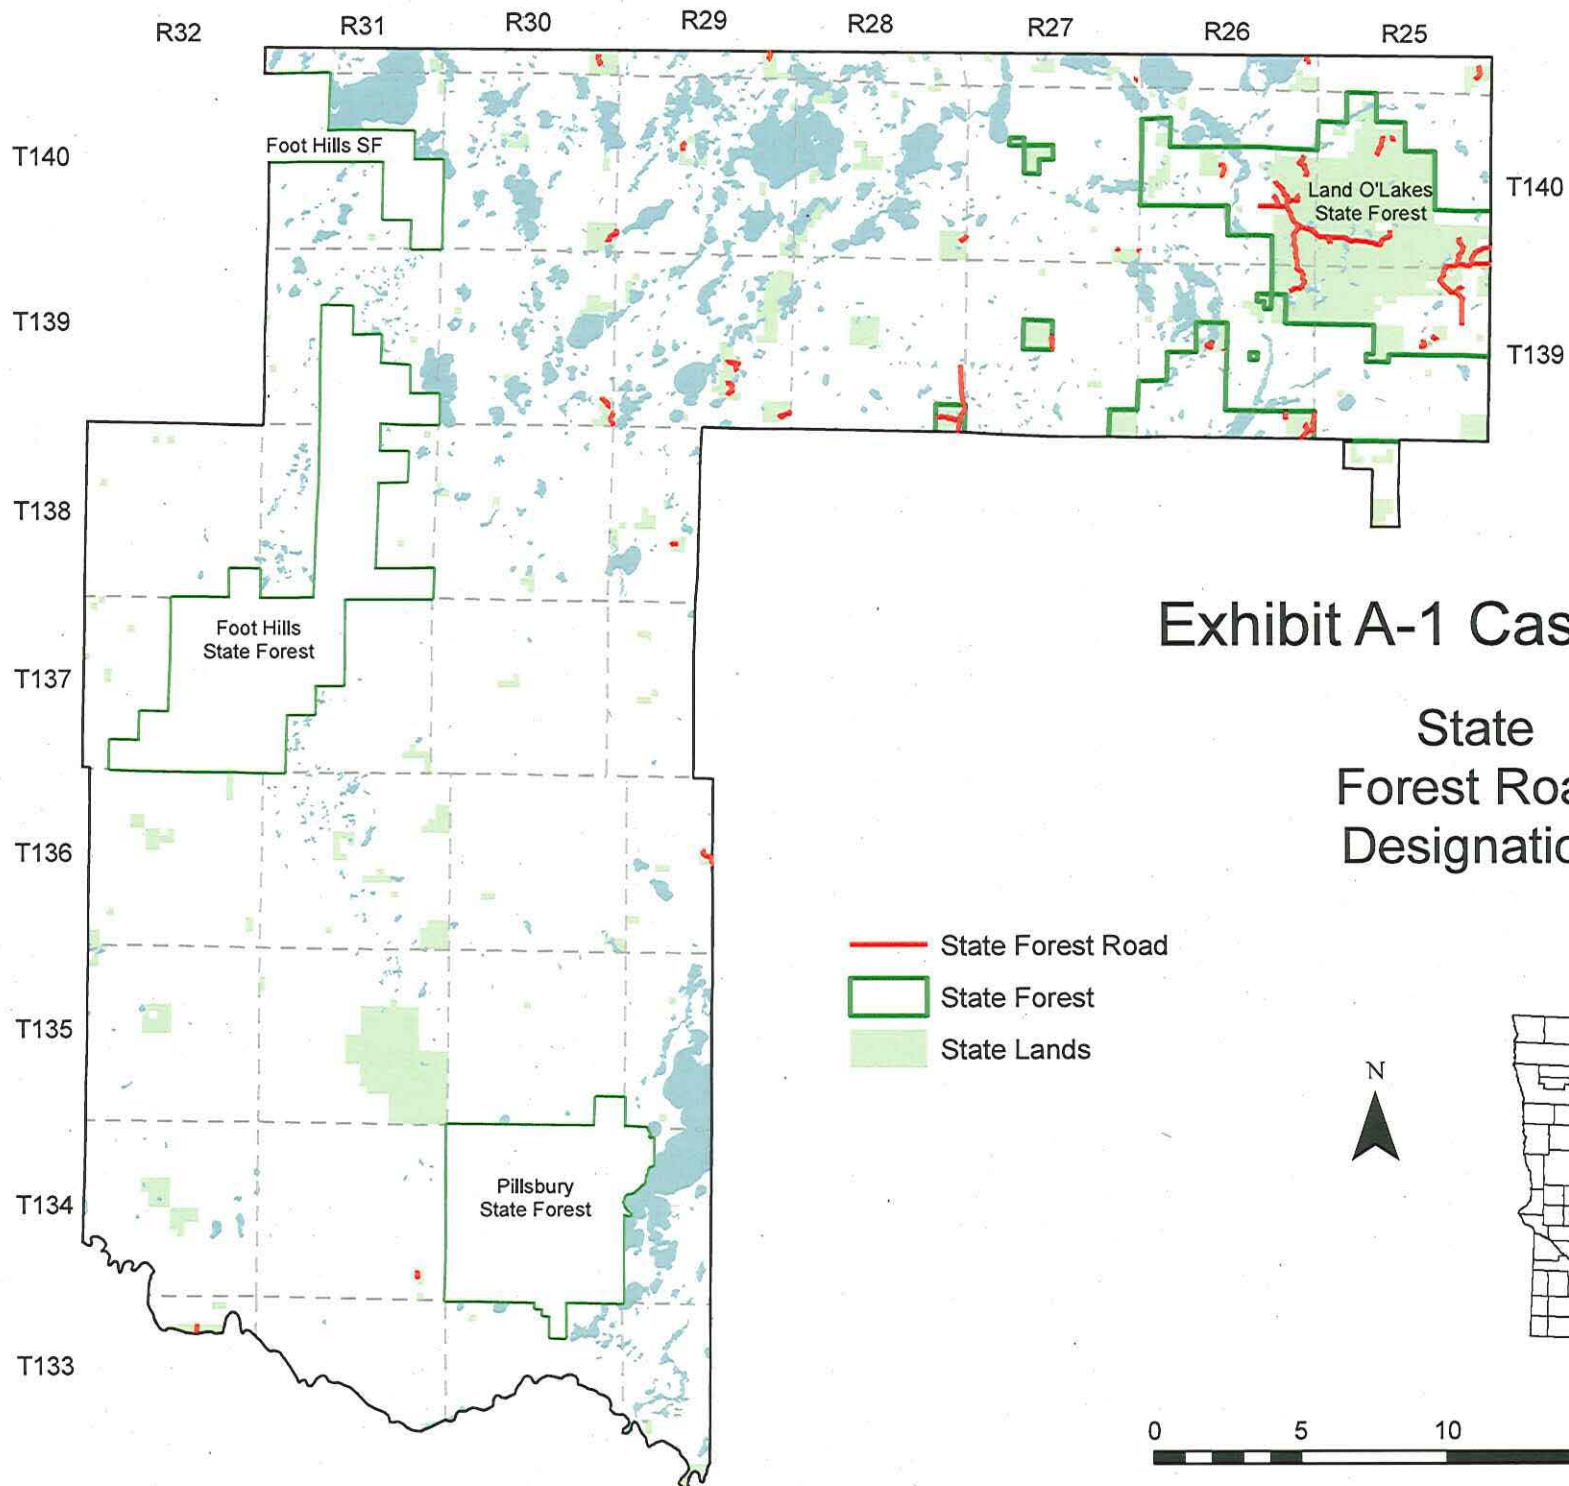 R32
R31
R30
R29
R28
R27
R26
R25
T140
Foot Hills SF
Land O'Lakes
State Forest
T140
T139
T139
T138
Foot Hills
State Forest
T137
Exhibit A-1 Cas
State
Forest Roa
Designatio
T136
State Forest Road
State Forest
State Lands
T135
N
Pillsbury
State Forest
T134
T133
0 5 10